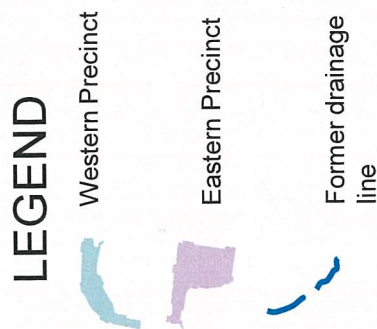 LEGEND
Western Precinct
Eastern Precinct
Former drainage
line